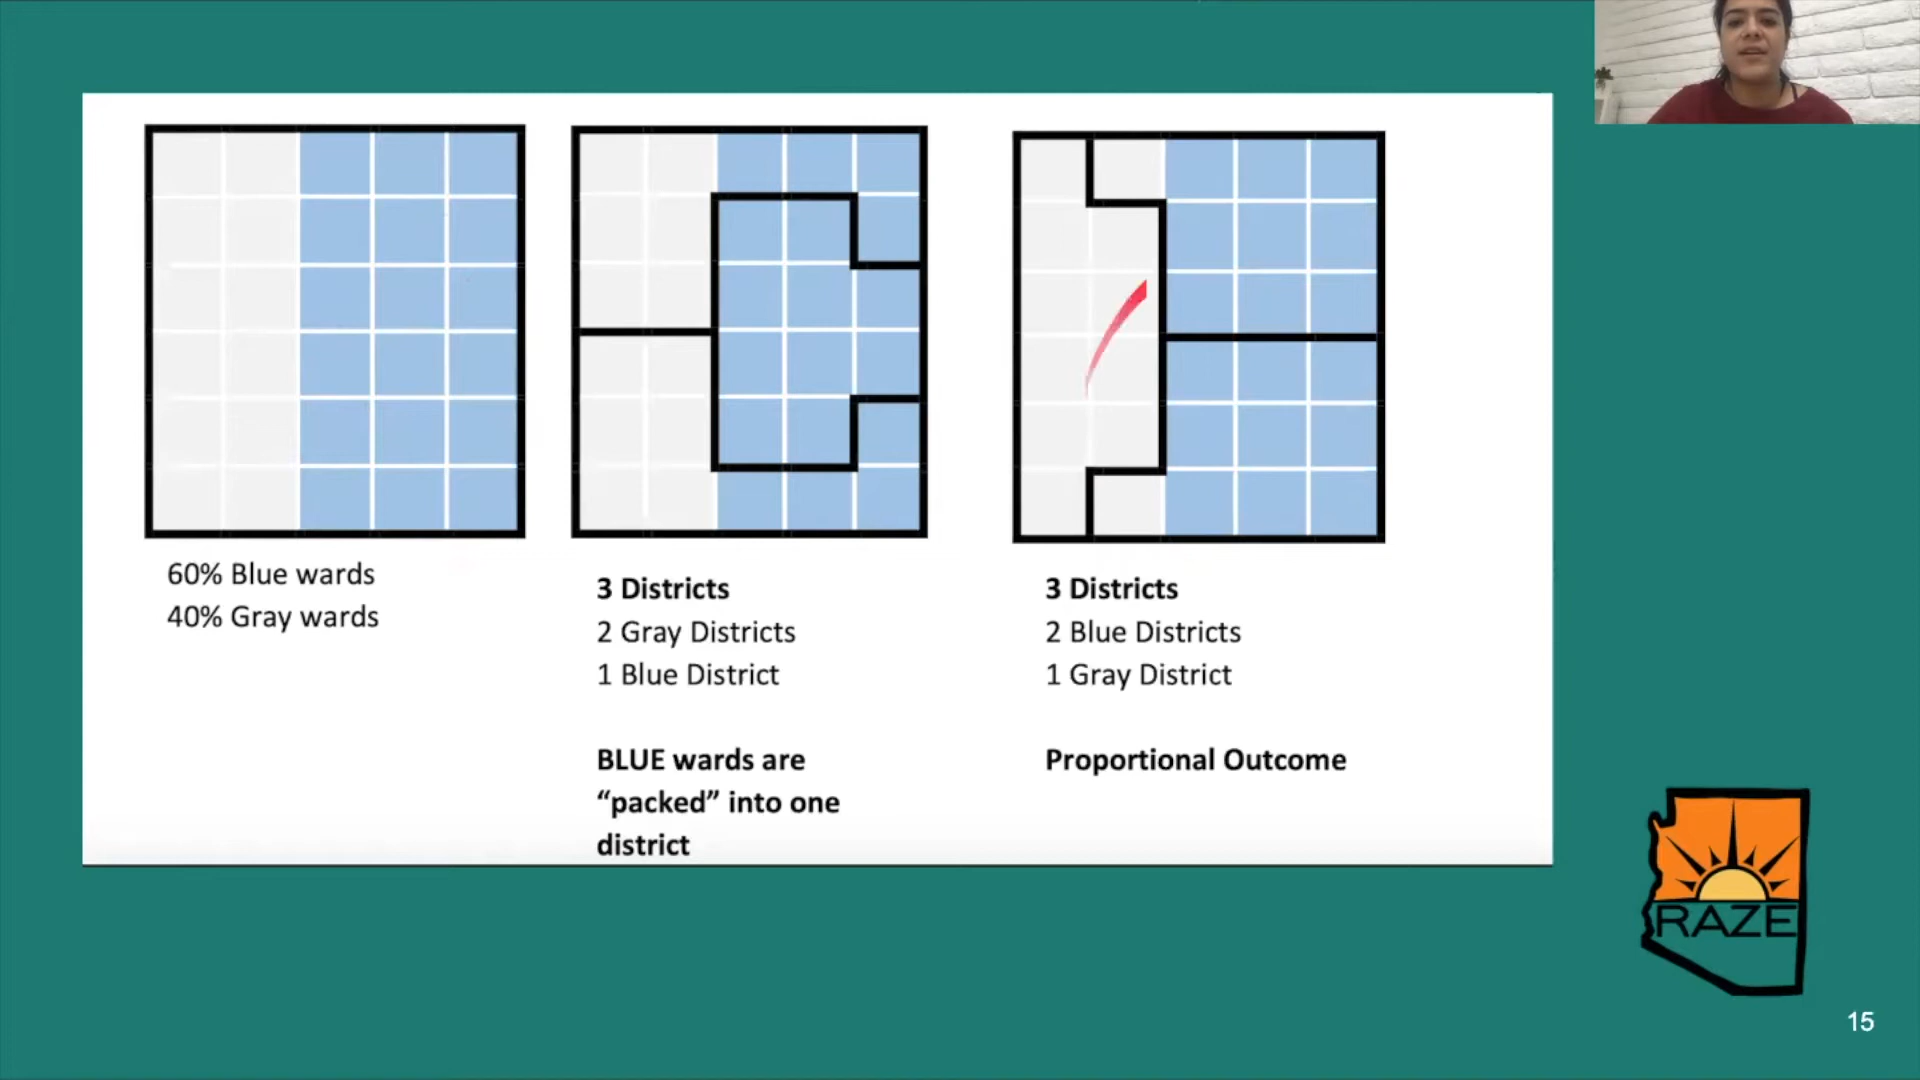 60% Blue wards
40% Gray wards
3 Districts
2 Gray Districts
1 Blue District
BLUE wards are
“packed” into one
district
3 Districts
2 Blue Districts
1 Gray District
Proportional Outcome
RAZE
15